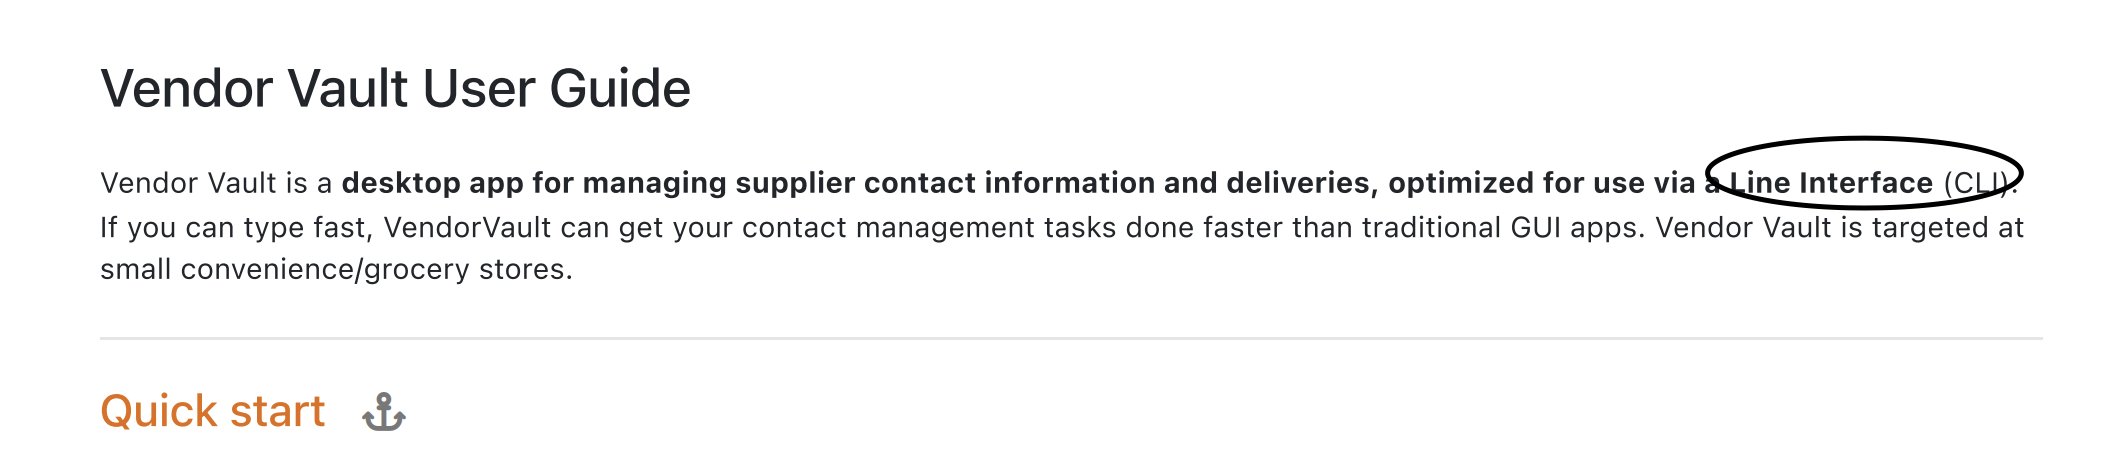 Vendor Vault User Guide
Vendor Vault is a desktop app for managing supplier contact information and deliveries, optimized for use via a Line Interface (CLI).
If you can type fast, VendorVault can get your contact management tasks done faster than traditional GUI apps. Vendor Vault is targeted at
small convenience/grocery stores.
Quick start